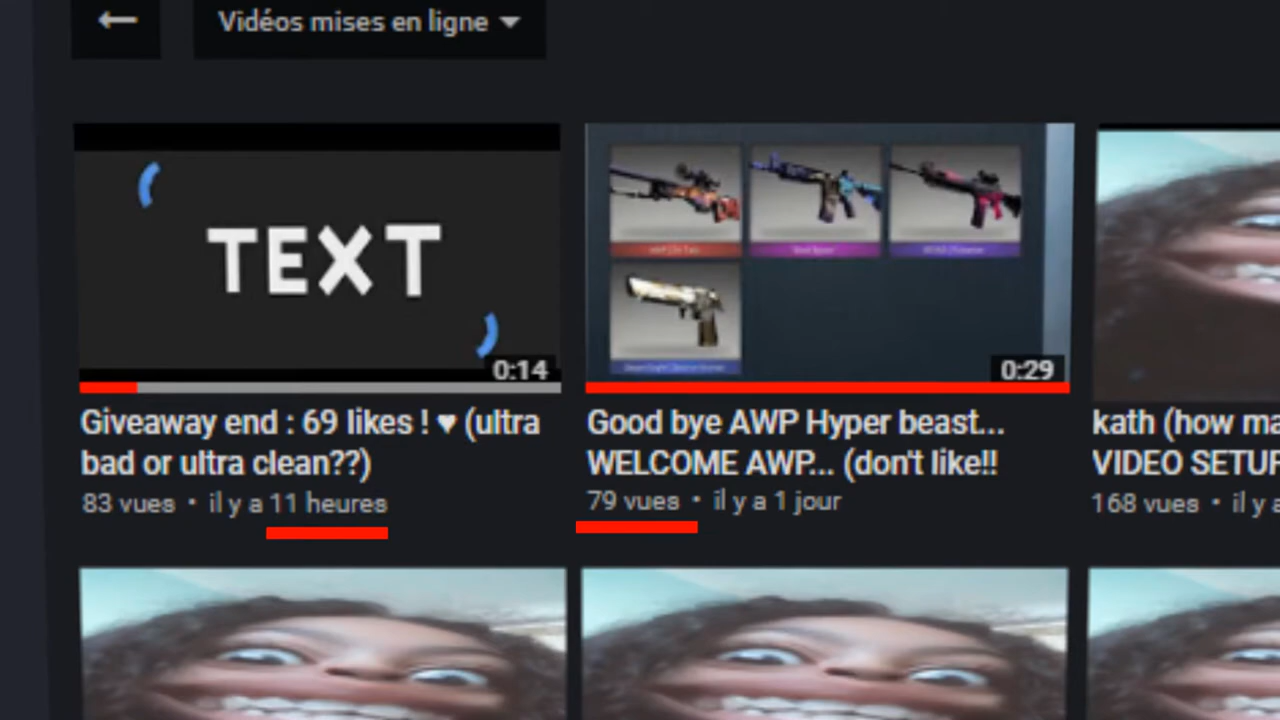 Vidéos mises en ligne
TEXT
0:14
0:29
Giveaway end : 69 likes ! ♥ (ultra
bad or ultra clean??)
83 vues • il y a 11 heures
Good bye AWP Hyper beast...
WELCOME AWP... (don't like!!
79 vues • il y a 1 jour
kath (how ma
VIDEO SETUP
168 vues • il y a